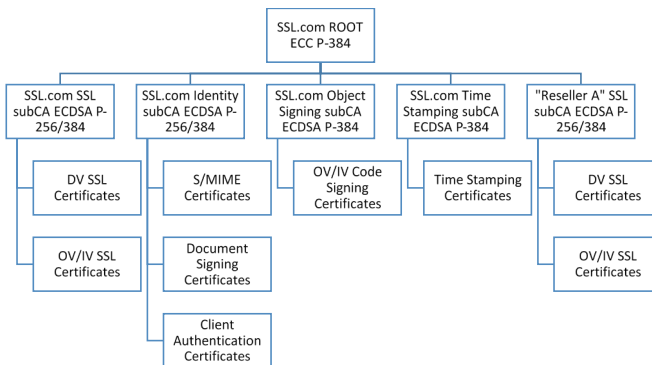 SSL.com ROOT
ECC P-384
SSL.com SSL
subCA ECDSA P-
256/384
SSL.com Identity
subCA ECDSA P-
256/384
SSL.com Object
Signing subCA
ECDSA P-384
SSL.com Time
Stamping subCA
ECDSA P-384
"Reseller A" SSL
subCA ECDSA P-
256/384
DV SSL
Certificates
S/MIME
Certificates
OV/IV Code
Signing
Certificates
Time Stamping
Certificates
DV SSL
Certificates
OV/IV SSL
Certificates
Document
Signing
Certificates
OV/IV SSL
Certificates
Client
Authentication
Certificates